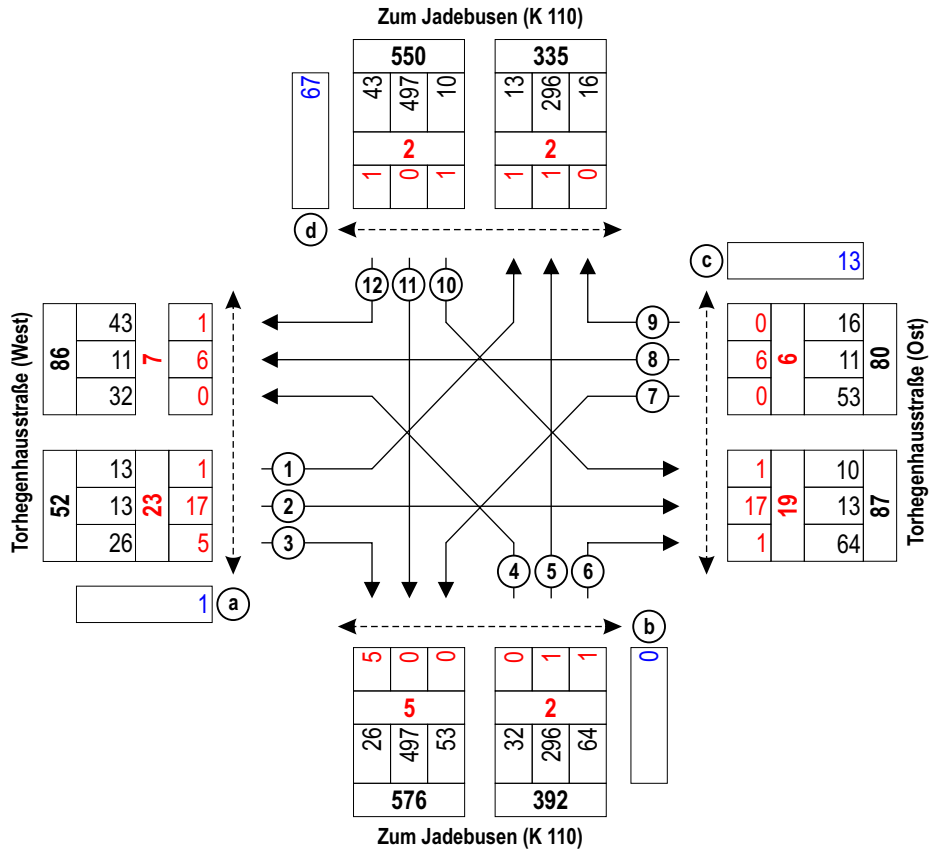 Zum Jadebusen (K 110)
550 335
67 43 497 10 13 296 16
2 2
1 0 1 1 1 0
d
c 13
12 11 10
Torhegenhausstraße (West)
86 43 11 32 7 1 6 0
9
8
7
0 6 0 6 16 11 53 80
Torhegenhausstraße (Ost)
52 13 13 26 23 1 17 5
1
2
3
1 17 1 19 10 13 64 87
4 5 6
1 a
b
5 0 0 0 1 1 0
5 2
26 497 53 32 296 64
576 392
Zum Jadebusen (K 110)